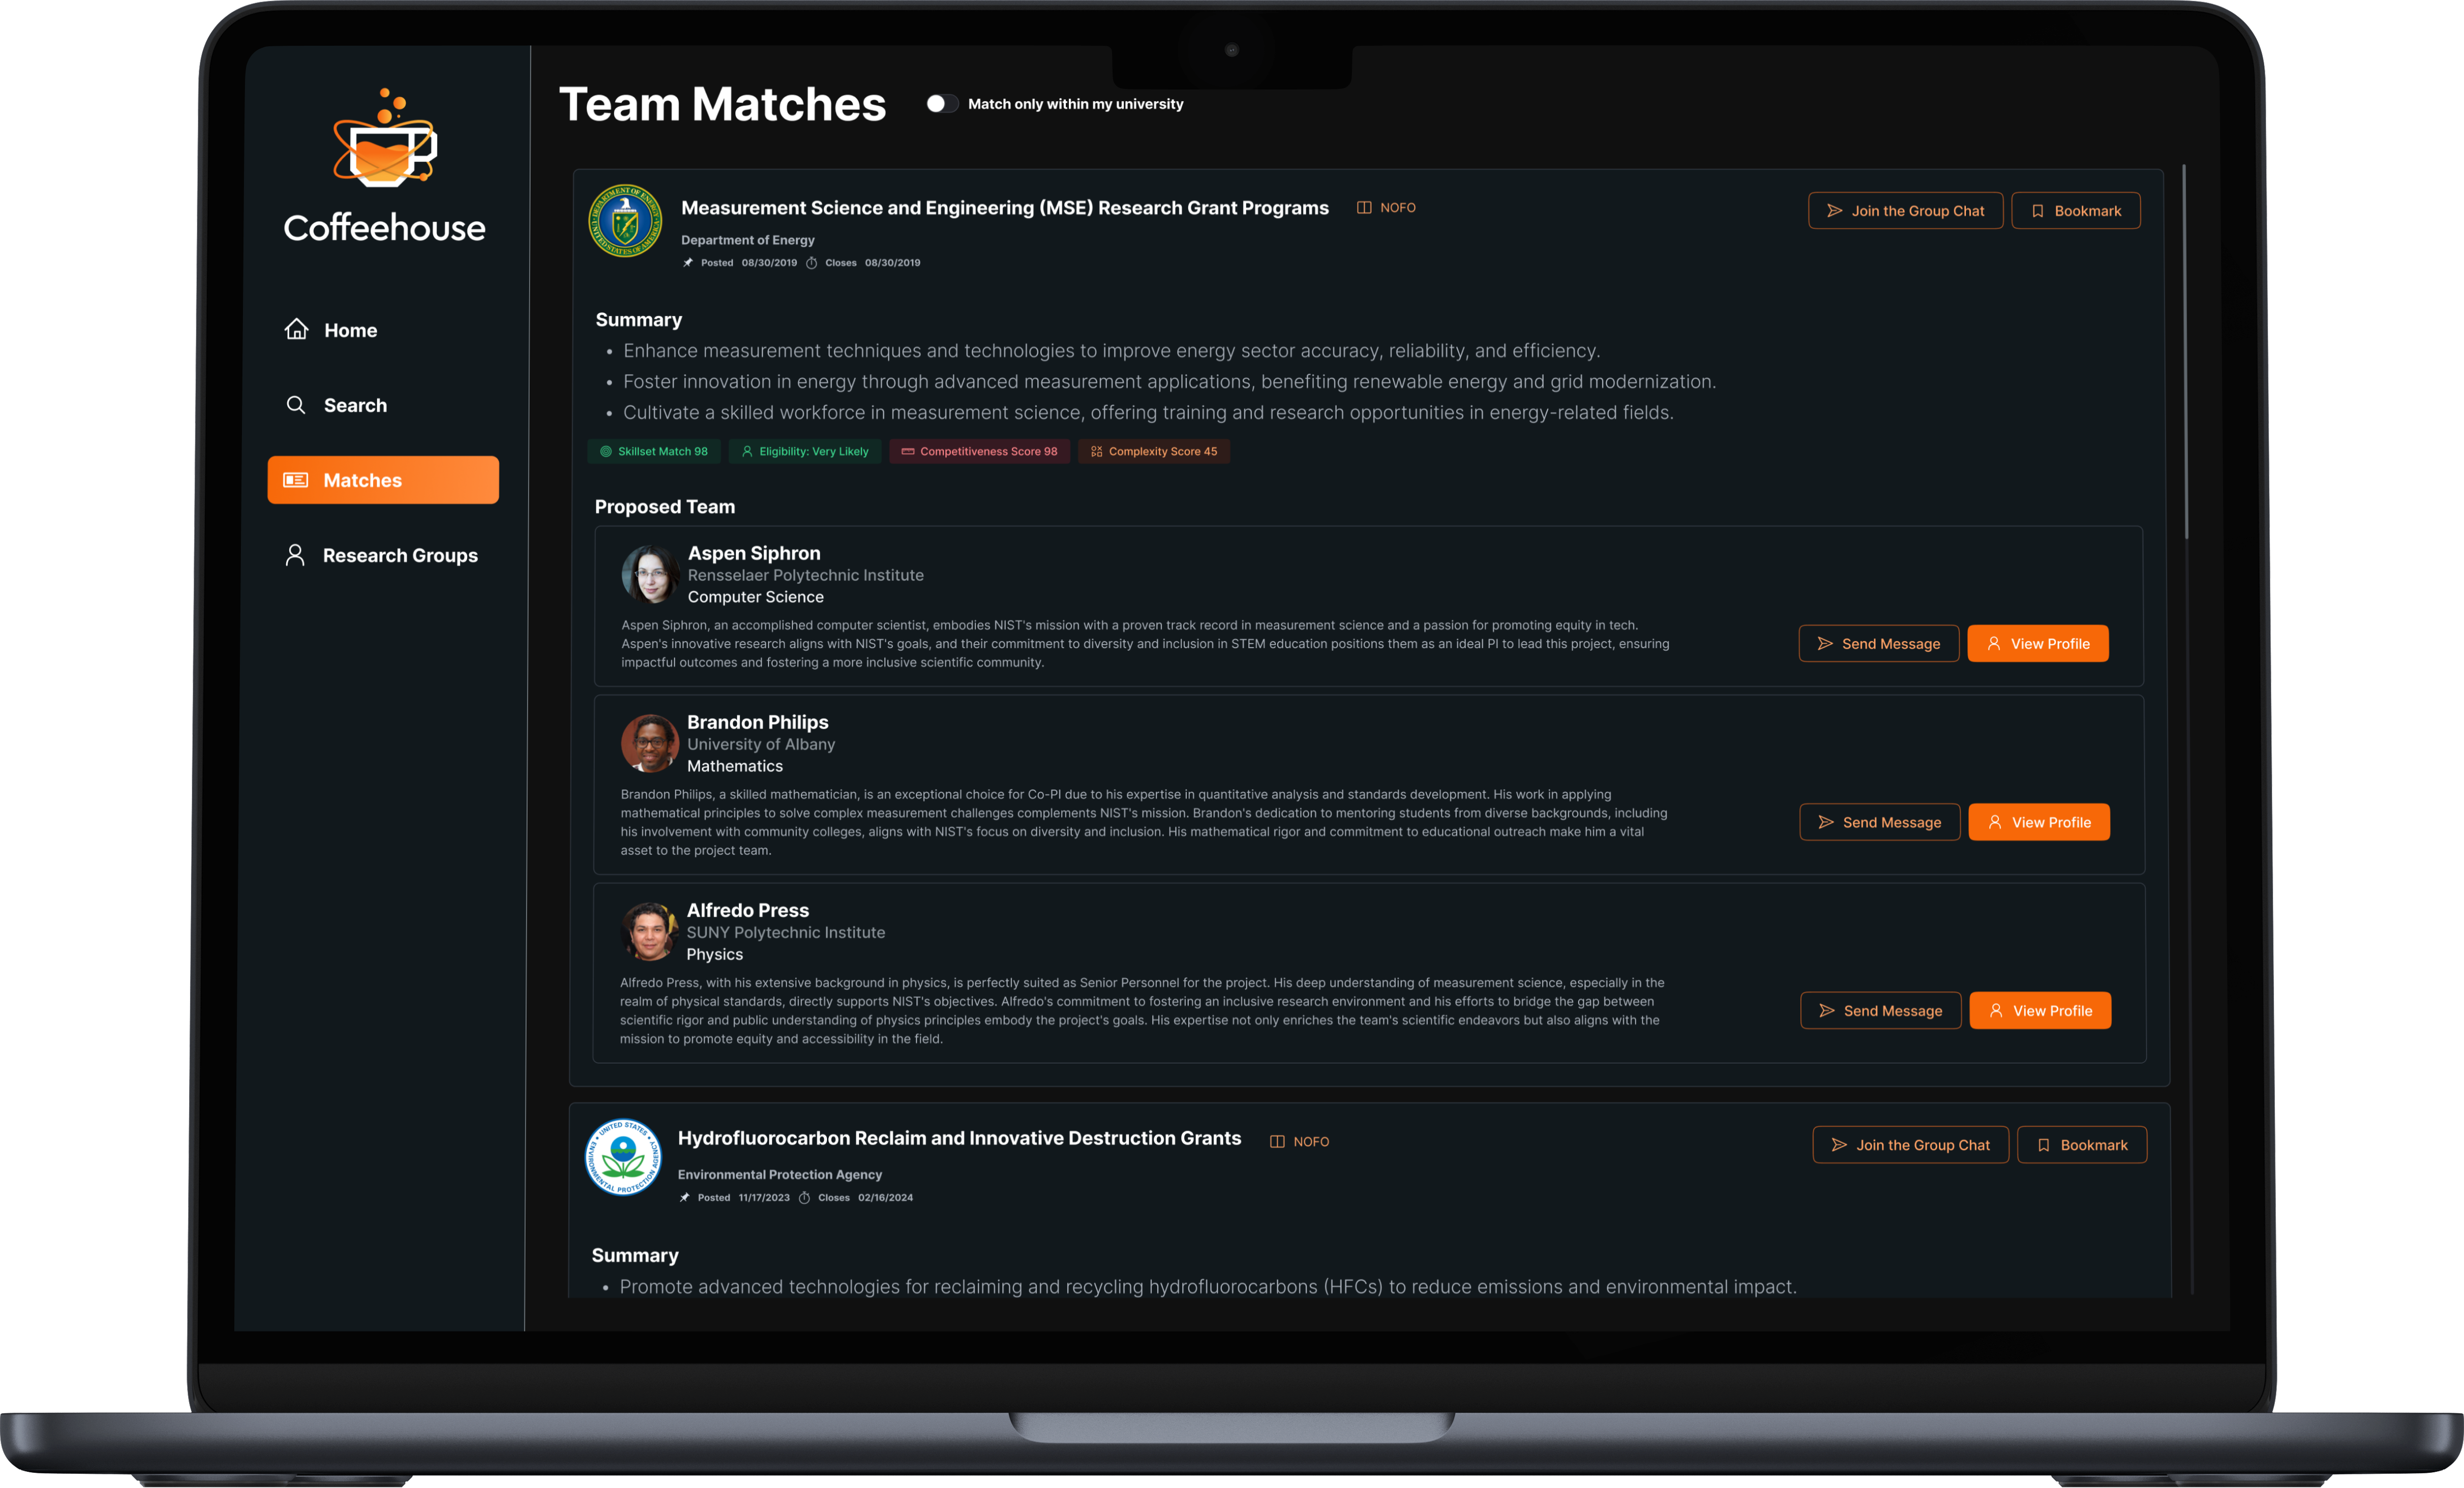 Coffeehouse
Home
Search
Matches
Research Groups
Team Matches
Match only within my university
Measurement Science and Engineering (MSE) Research Grant Programs
NOFO
Join the Group Chat
Bookmark
Department of Energy
Posted 08/30/2019 Closes 08/30/2019
Summary
• Enhance measurement techniques and technologies to improve energy sector accuracy, reliability, and efficiency.
• Foster innovation in energy through advanced measurement applications, benefiting renewable energy and grid modernization.
• Cultivate a skilled workforce in measurement science, offering training and research opportunities in energy-related fields.
Skillset Match 98
Eligibility: Very Likely
Competitiveness Score 98
Complexity Score 45
Proposed Team
Aspen Siphron
Rensselaer Polytechnic Institute
Computer Science
Aspen Siphron, an accomplished computer scientist, embodies NIST's mission with a proven track record in measurement science and a passion for promoting equity in tech.
Aspen's innovative research aligns with NIST's goals, and their commitment to diversity and inclusion in STEM education positions them as an ideal PI to lead this project, ensuring
impactful outcomes and fostering a more inclusive scientific community.
Send Message
View Profile
Brandon Philips
University of Albany
Mathematics
Brandon Philips, a skilled mathematician, is an exceptional choice for Co-PI due to his expertise in quantitative analysis and standards development. His work in applying
mathematical principles to solve complex measurement challenges complements NIST's mission. Brandon's dedication to mentoring students from diverse backgrounds, including
his involvement with community colleges, aligns with NIST's focus on diversity and inclusion. His mathematical rigor and commitment to educational outreach make him a vital
asset to the project team.
Send Message
View Profile
Alfredo Press
SUNY Polytechnic Institute
Physics
Alfredo Press, with his extensive background in physics, is perfectly suited as Senior Personnel for the project. His deep understanding of measurement science, especially in the
realm of physical standards, directly supports NIST's objectives. Alfredo's commitment to fostering an inclusive research environment and his efforts to bridge the gap between
scientific rigor and public understanding of physics principles embody the project's goals. His expertise not only enriches the team's scientific endeavors but also aligns with the
mission to promote equity and accessibility in the field.
Send Message
View Profile
UNITED STATES
ENVIRONMENTAL PROTECTION AGENCY
Hydrofluorocarbon Reclaim and Innovative Destruction Grants
NOFO
Join the Group Chat
Bookmark
Environmental Protection Agency
Posted 11/17/2023 Closes 02/16/2024
Summary
• Promote advanced technologies for reclaiming and recycling hydrofluorocarbons (HFCs) to reduce emissions and environmental impact.
DEPARTMENT OF ENERGY
UNITED STATES OF AMERICA